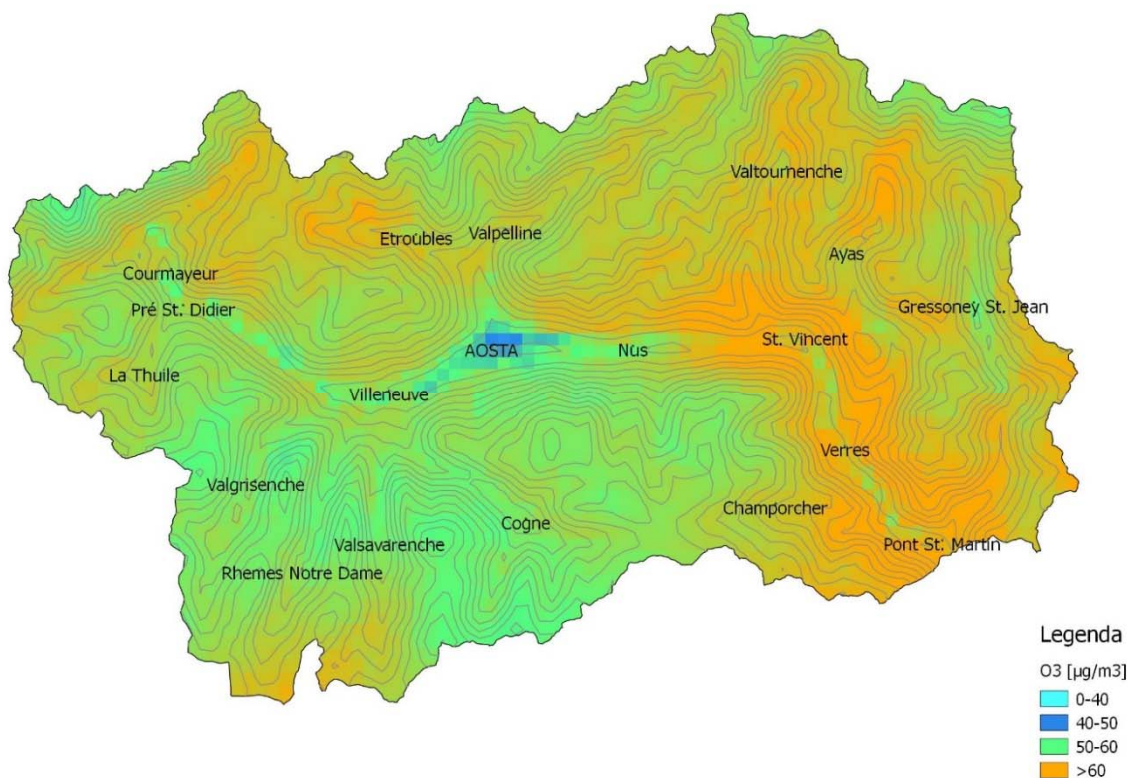 Valtournenche
Etroubles
Valpelline
Ayas
Courmayeur
Pré St. Didier
Gressoney St. Jean
AOSTA
Nus
St. Vincent
La Thuile
Villeneuve
Verres
Valgrisenche
Champorcher
Cogne
Valsavarenche
Pont St. Martin
Rhemes Notre Dame
Legenda
O3 [µg/m3]
0-40
40-50
50-60
>60